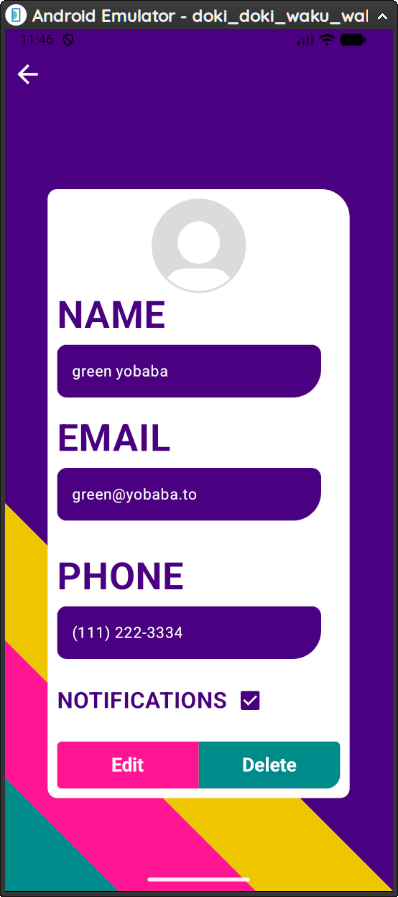 Android Emulator - doki_doki_waku_wal
11:46
NAME
green yobaba
EMAIL
green@yobaba.to
PHONE
(111) 222-3334
NOTIFICATIONS
Edit Delete